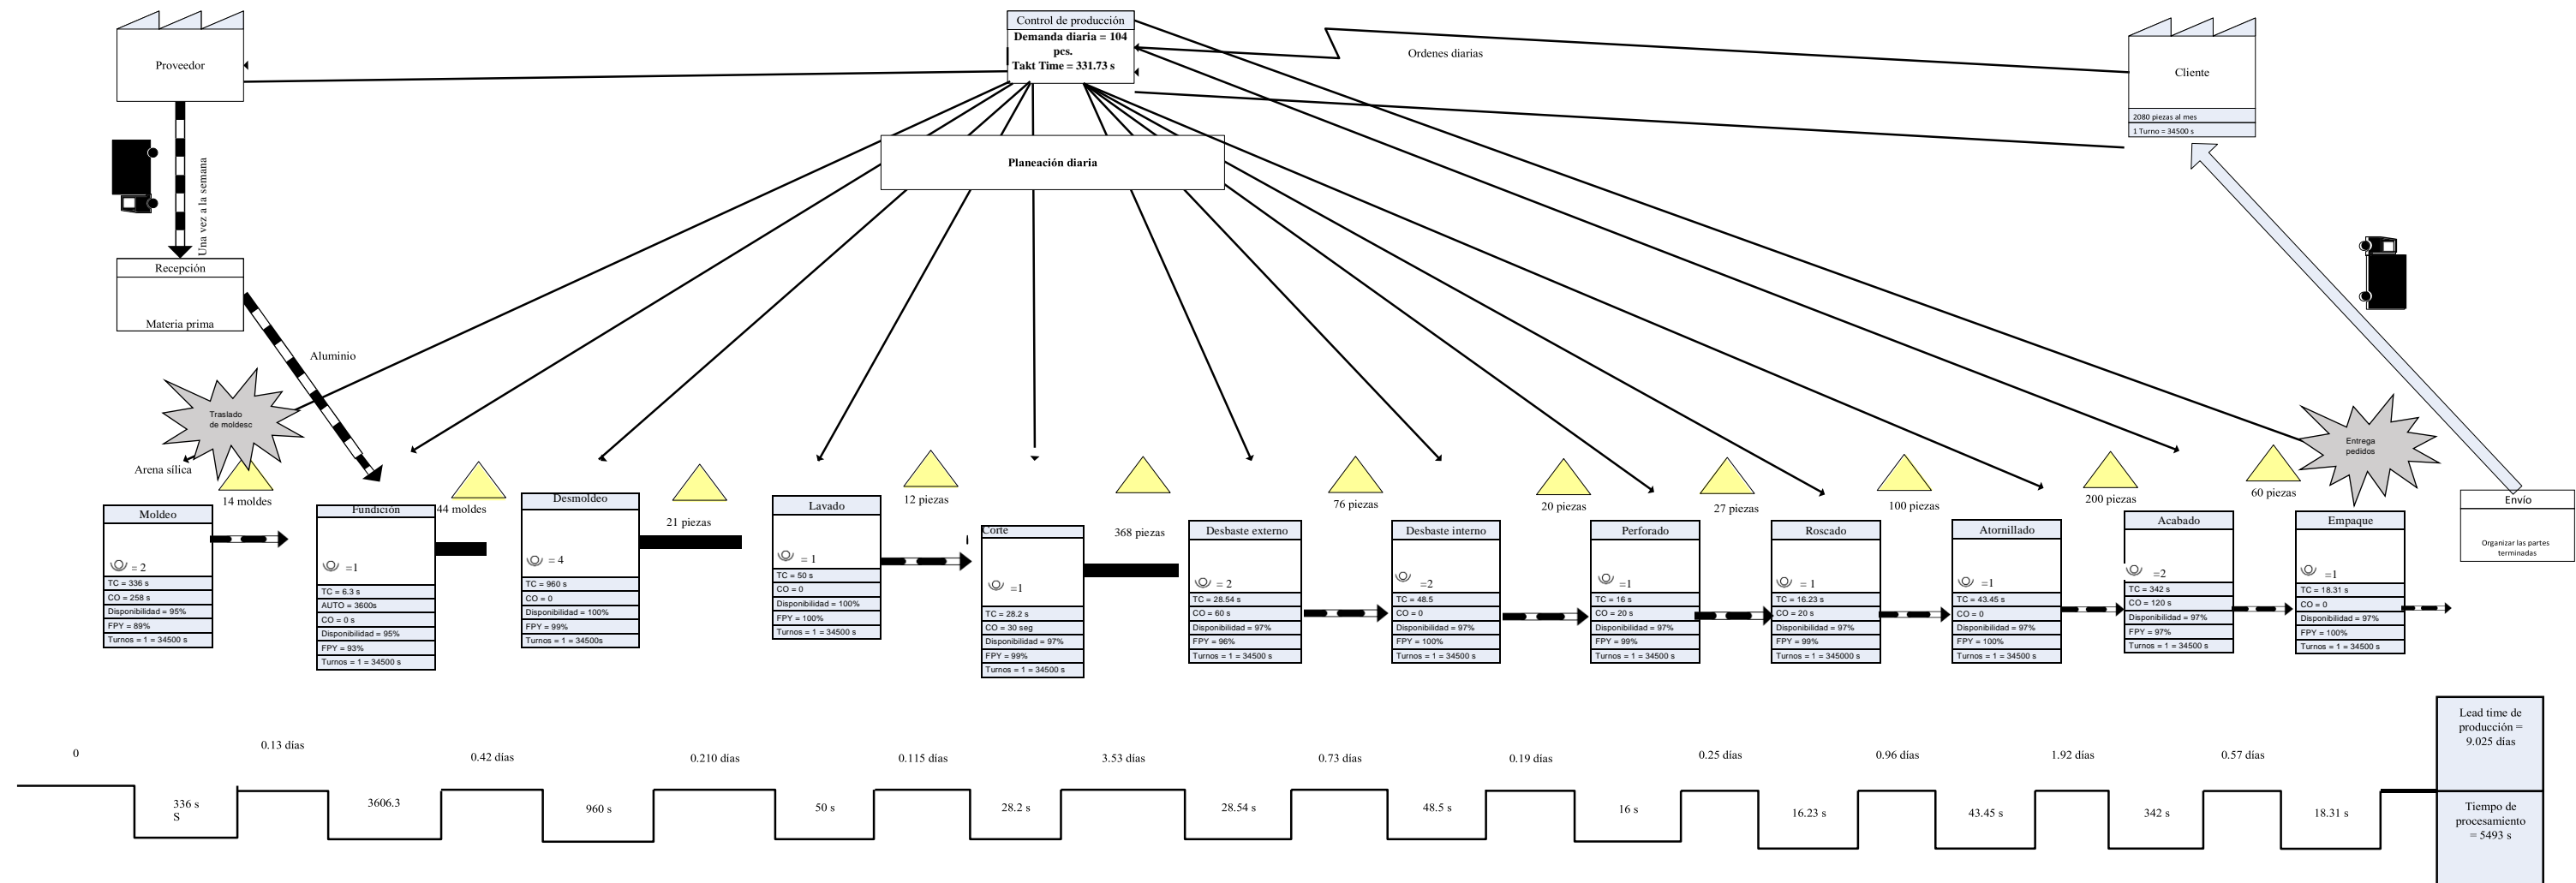 Control de producción
Demanda diaria = 104
pcs.
Takt Time = 331.73 s
Ordenes diarias
Proveedor
Cliente
2080 piezas al mes
1 Turno = 34500 s
Planeación diaria
Una vez a la semana
Recepción
Materia prima
Aluminio
Traslado
de moldesc
Arena sílica
Entrega
pedidos
Envío
Organizar las partes
terminadas
14 moldes
44 moldes
21 piezas
12 piezas
368 piezas
76 piezas
20 piezas
27 piezas
100 piezas
200 piezas
60 piezas
Moldeo
= 2
TC = 336 s
CO = 258 s
Disponibilidad = 95%
FPY = 89%
Turnos = 1 = 34500 s
Fundición
=1
TC = 6.3 s
AUTO = 3600s
CO = 0 s
Disponibilidad = 95%
FPY = 93%
Turnos = 1 = 34500 s
Desmoldeo
= 4
TC = 960 s
CO = 0
Disponibilidad = 100%
FPY = 99%
Turnos = 1 = 34500s
Lavado
= 1
TC = 50 s
CO = 0
Disponibilidad = 100%
FPY = 100%
Turnos = 1 = 34500 s
Corte
=1
TC = 28.2 s
CO = 30 seg
Disponibilidad = 97%
FPY = 99%
Turnos = 1 = 34500 s
Desbaste externo
= 2
TC = 28.54 s
CO = 60 s
Disponibilidad = 97%
FPY = 96%
Turnos = 1 = 34500 s
Desbaste interno
=2
TC = 48.5
CO = 0
Disponibilidad = 97%
FPY = 100%
Turnos = 1 = 34500 s
Perforado
=1
TC = 16 s
CO = 20 s
Disponibilidad = 97%
FPY = 99%
Turnos = 1 = 34500 s
Roscado
= 1
TC = 16.23 s
CO = 20 s
Disponibilidad = 97%
FPY = 99%
Turnos = 1 = 345000 s
Atornillado
=1
TC = 43.45 s
CO = 0
Disponibilidad = 97%
FPY = 100%
Turnos = 1 = 34500 s
Acabado
=2
TC = 342 s
CO = 120 s
Disponibilidad = 97%
FPY = 97%
Turnos = 1 = 34500 s
Empaque
=1
TC = 18.31 s
CO = 0
Disponibilidad = 97%
FPY = 100%
Turnos = 1 = 34500 s
0
0.13 días
0.42 días
0.210 días
0.115 días
3.53 días
0.73 días
0.19 días
0.25 días
0.96 días
1.92 días
0.57 días
Lead time de
producción =
9.025 días
336 s
S
3606.3
960 s
50 s
28.2 s
28.54 s
48.5 s
16 s
16.23 s
43.45 s
342 s
18.31 s
Tiempo de
procesamiento
= 5493 s